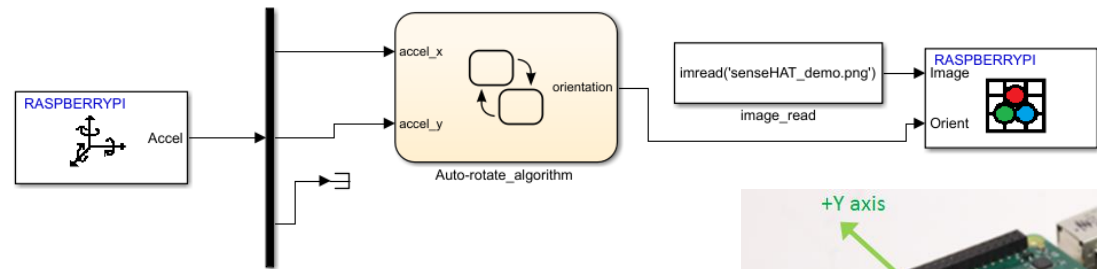 RASPBERRYPI
Accel
accel_x
accel_y
orientation
Auto-rotate_algorithm
imread('senseHAT_demo.png')
image_read
RASPBERRYPI
Image
Orient
+Y axis